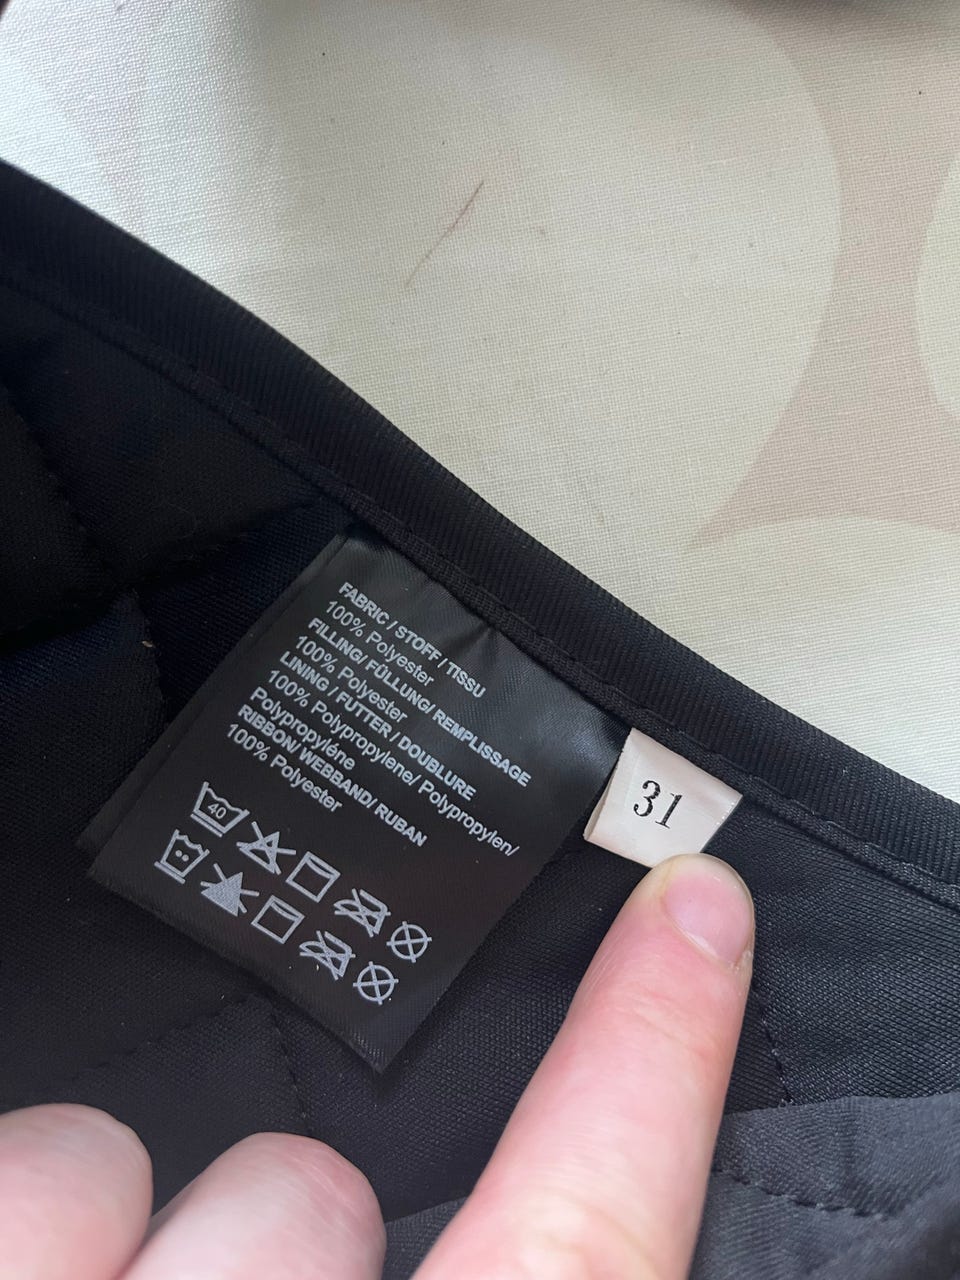 FABRIC / STOFF / TISSU
100% Polyester
FILLING/ FÜLLUNG/ REMPLISSAGE
100% Polyester
LINING / FUTTER / DOUBLURE
100% Polypropylene/ Polypropylen/
Polypropyléne
RIBBON/ WEBBAND/ RUBAN
100% Polyester
40
31